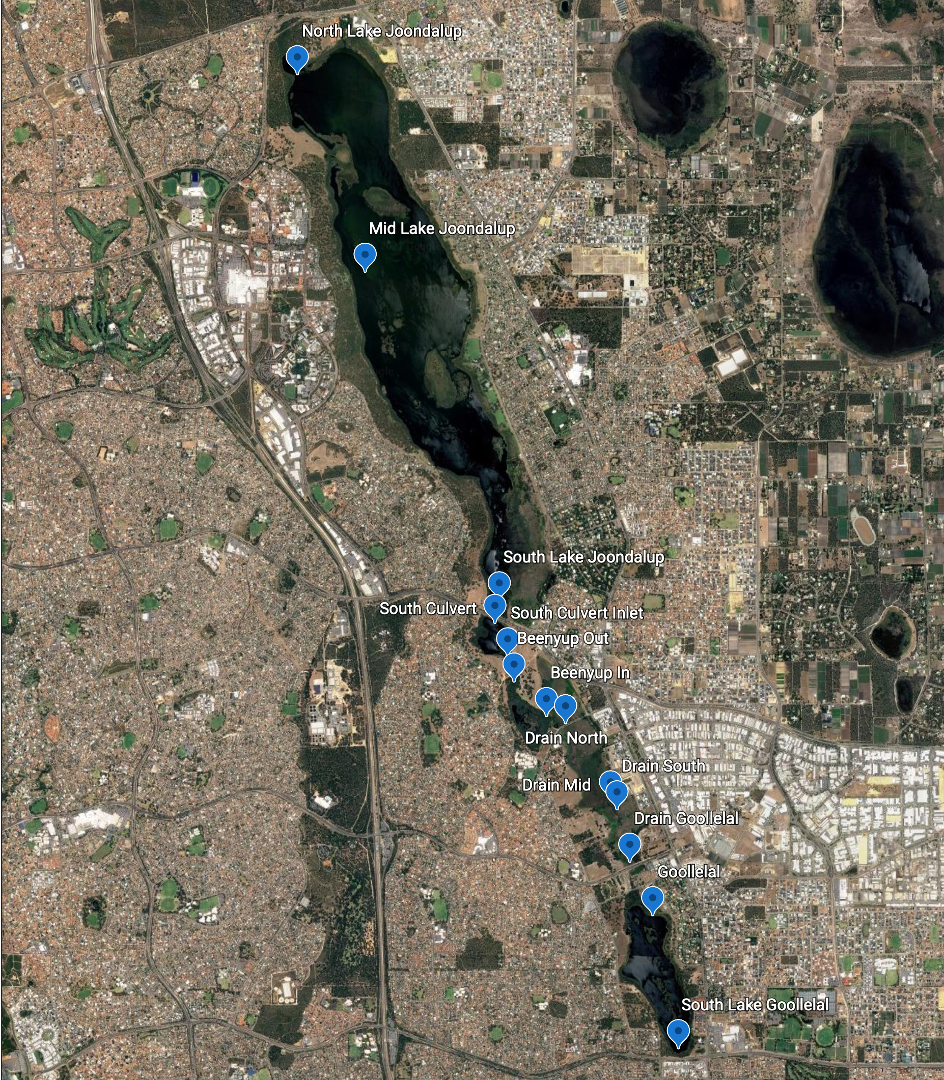 North Lake Joondalup
Mid Lake Joondalup
South Lake Joondalup
South Culvert
South Culvert Inlet
Beenyup Out
Beenyup In
Drain North
Drain South
Drain Mid
Drain Goollelal
Goollelal
South Lake Goollelal